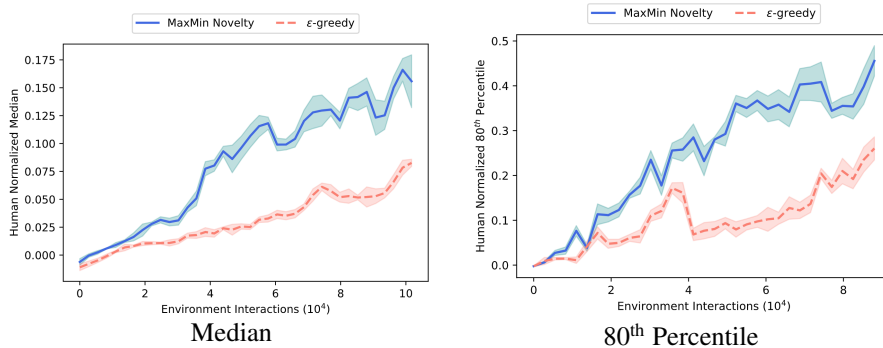 MaxMin Novelty ε-greedy
Human Normalized Median
0.175
0.150
0.125
0.100
0.075
0.050
0.025
0.000
0 2 4 6 8 10
Environment Interactions (10⁴)
Median
MaxMin Novelty ε-greedy
Human Normalized 80ᵗʰ Percentile
0.5
0.4
0.3
0.2
0.1
0.0
0 2 4 6 8
Environment Interactions (10⁴)
80ᵗʰ Percentile